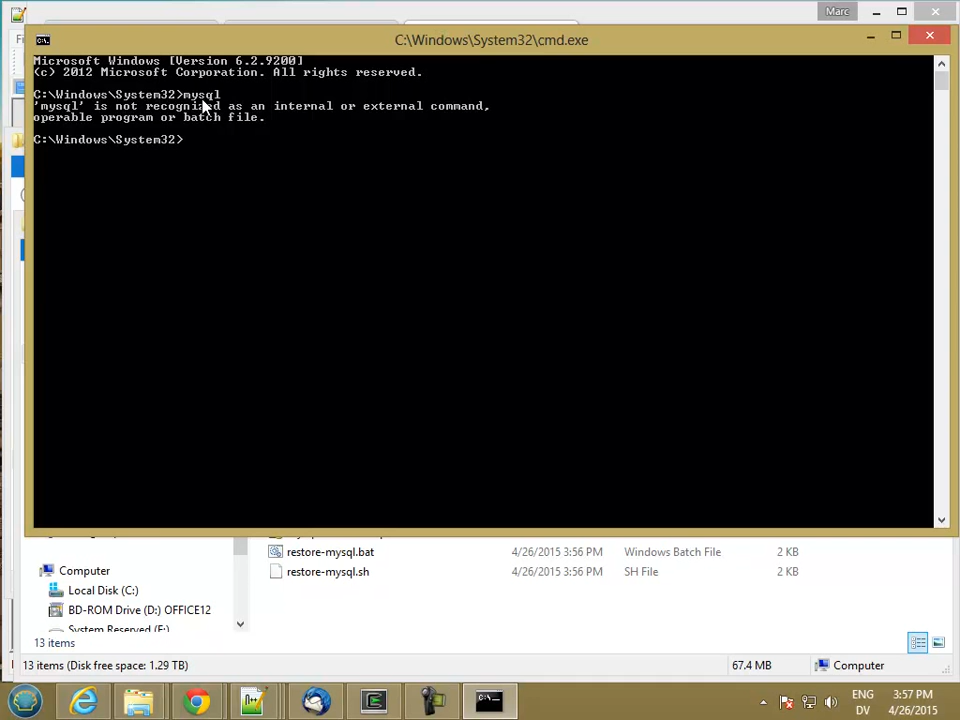 Marc
C:\Windows\System32\cmd.exe
Microsoft Windows [Version 6.2.9200]
(c) 2012 Microsoft Corporation. All rights reserved.
C:\Windows\System32>mysql
'mysql' is not recognized as an internal or external command,
operable program or batch file.
C:\Windows\System32>
restore-mysql.bat 4/26/2015 3:56 PM Windows Batch File 2 KB
restore-mysql.sh 4/26/2015 3:56 PM SH File 2 KB
Computer
Local Disk (C:)
BD-ROM Drive (D:) OFFICE12
System Reserved (F:)
13 items
13 items (Disk free space: 1.29 TB) 67.4 MB Computer
ENG 3:57 PM
DV 4/26/2015